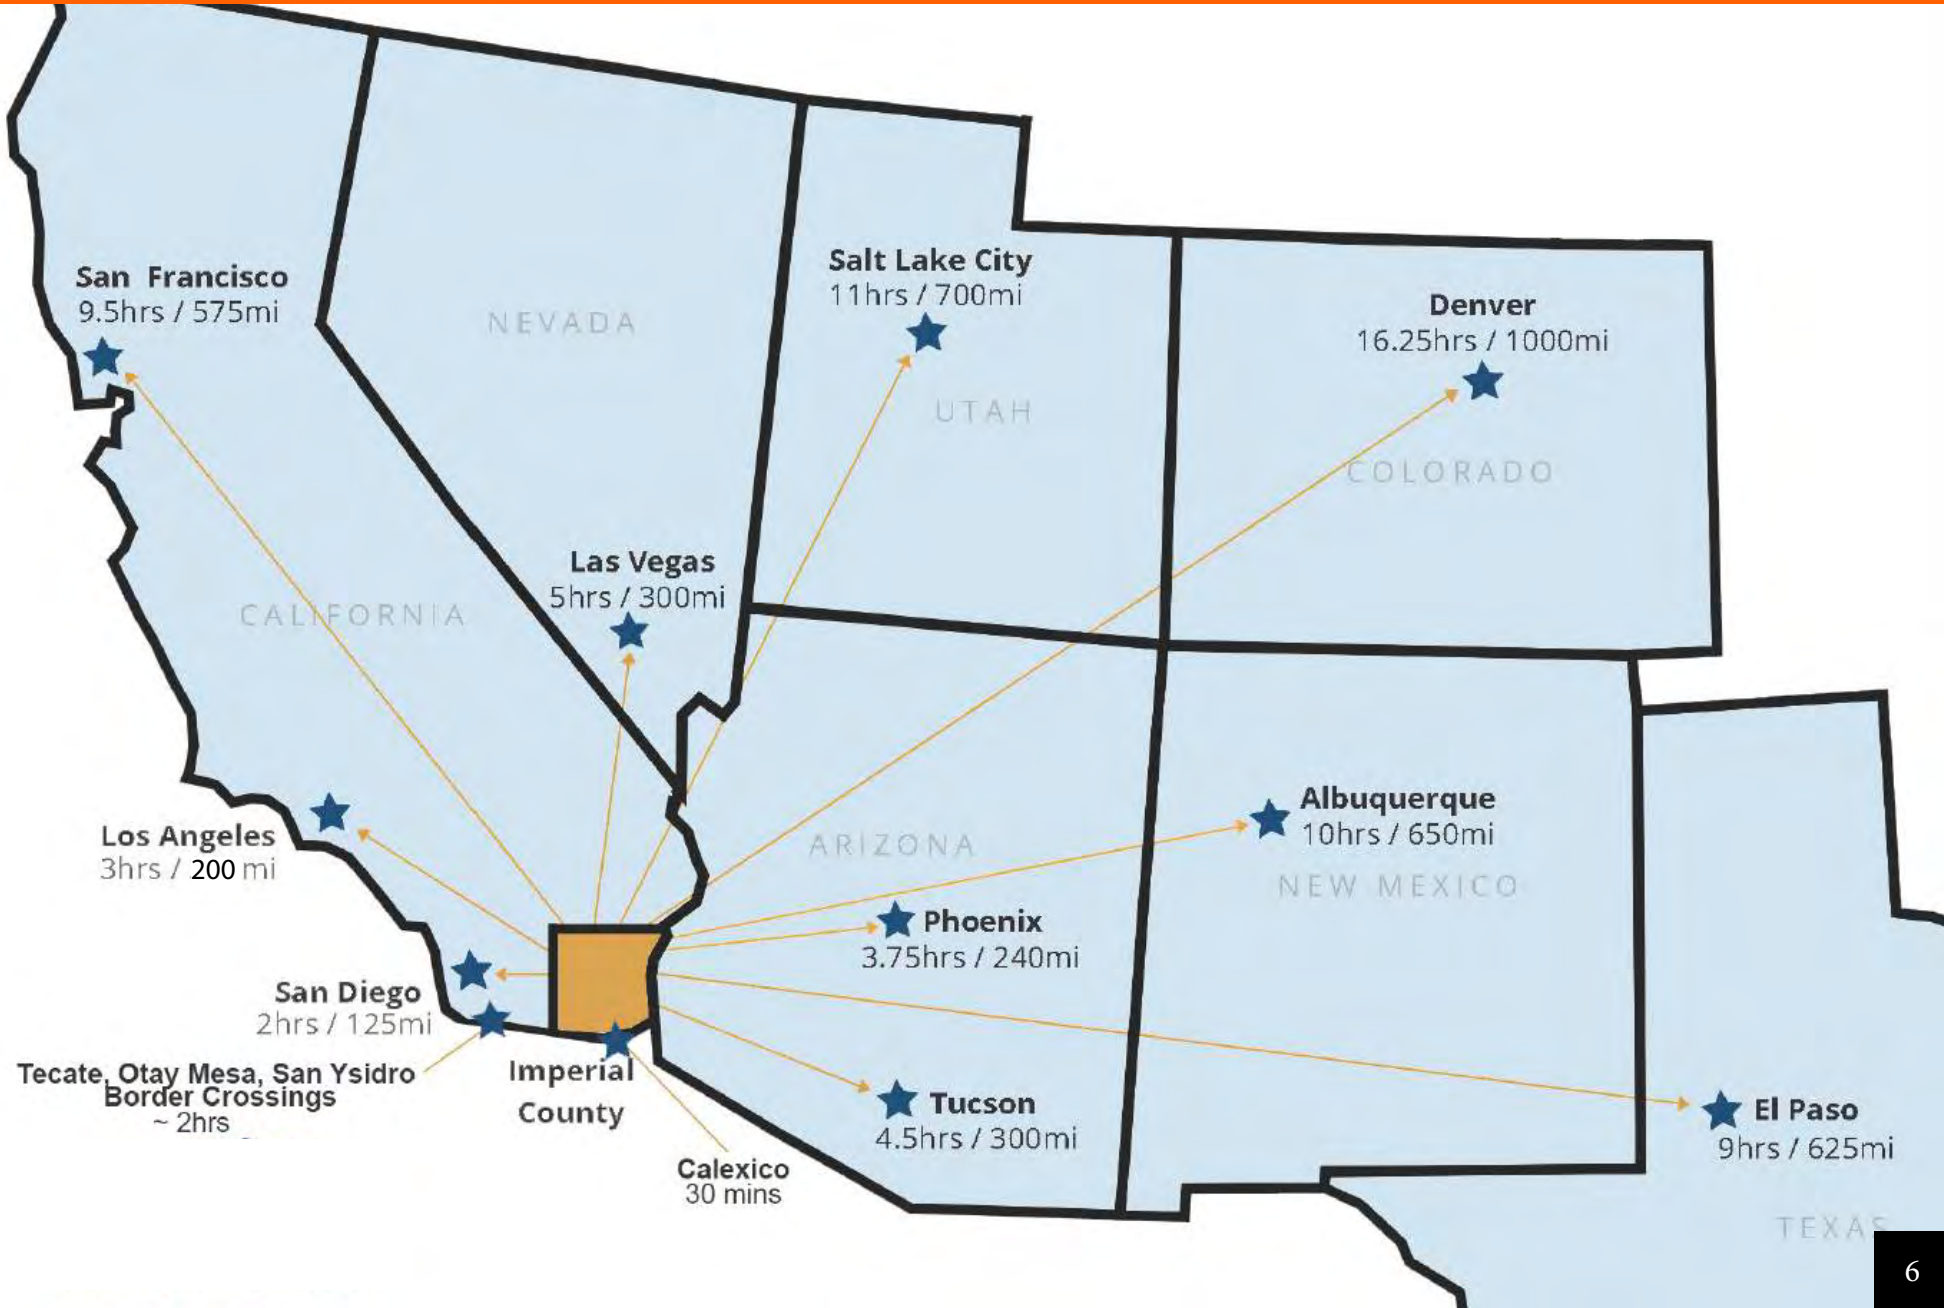 San Francisco
9.5hrs / 575mi
NEVADA
Salt Lake City
11hrs / 700mi
UTAH
Denver
16.25hrs / 1000mi
COLORADO
Las Vegas
5hrs / 300mi
CALIFORNIA
Los Angeles
3hrs / 200 mi
ARIZONA
Albuquerque
10hrs / 650mi
NEW MEXICO
Phoenix
3.75hrs / 240mi
San Diego
2hrs / 125mi
Tecate, Otay Mesa, San Ysidro
Border Crossings
~ 2hrs
Imperial
County
Calexico
30 mins
Tucson
4.5hrs / 300mi
El Paso
9hrs / 625mi
TEXAS
6